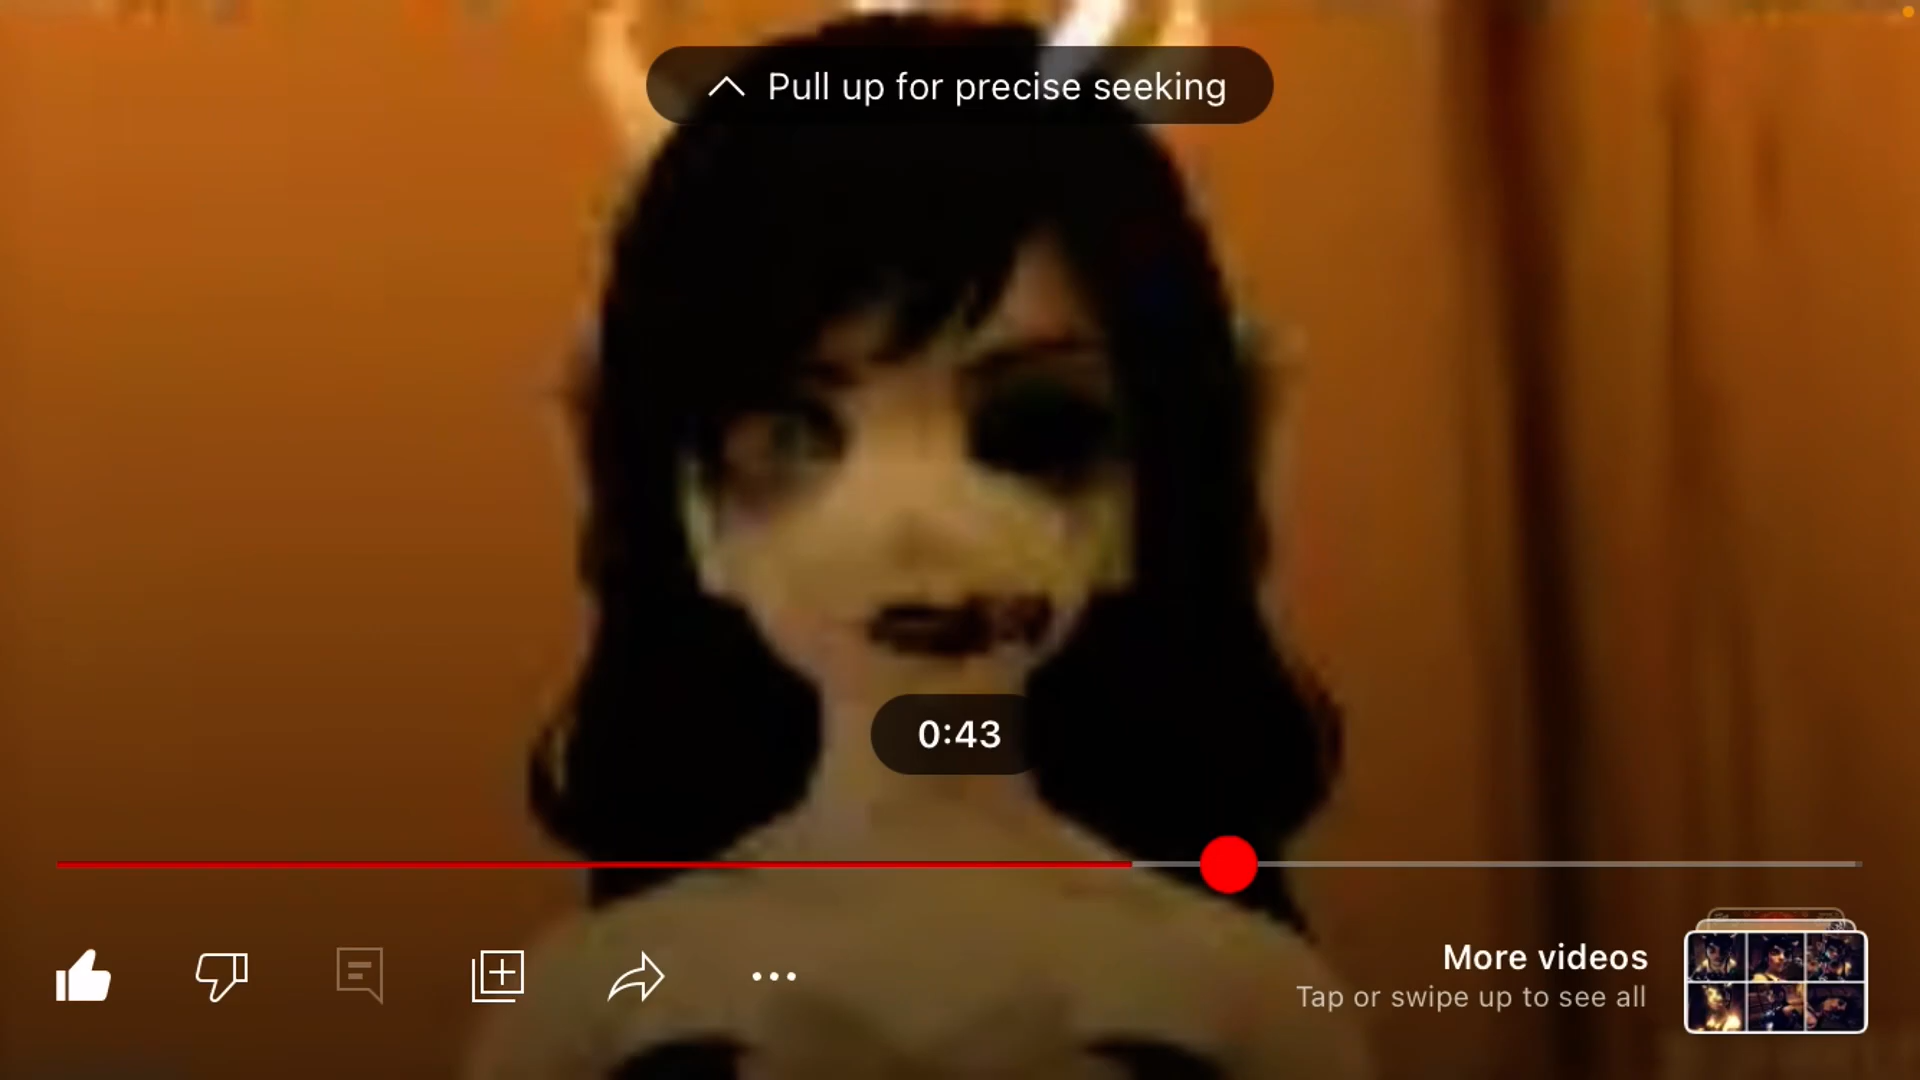 Pull up for precise seeking
0:43
More videos
Tap or swipe up to see all